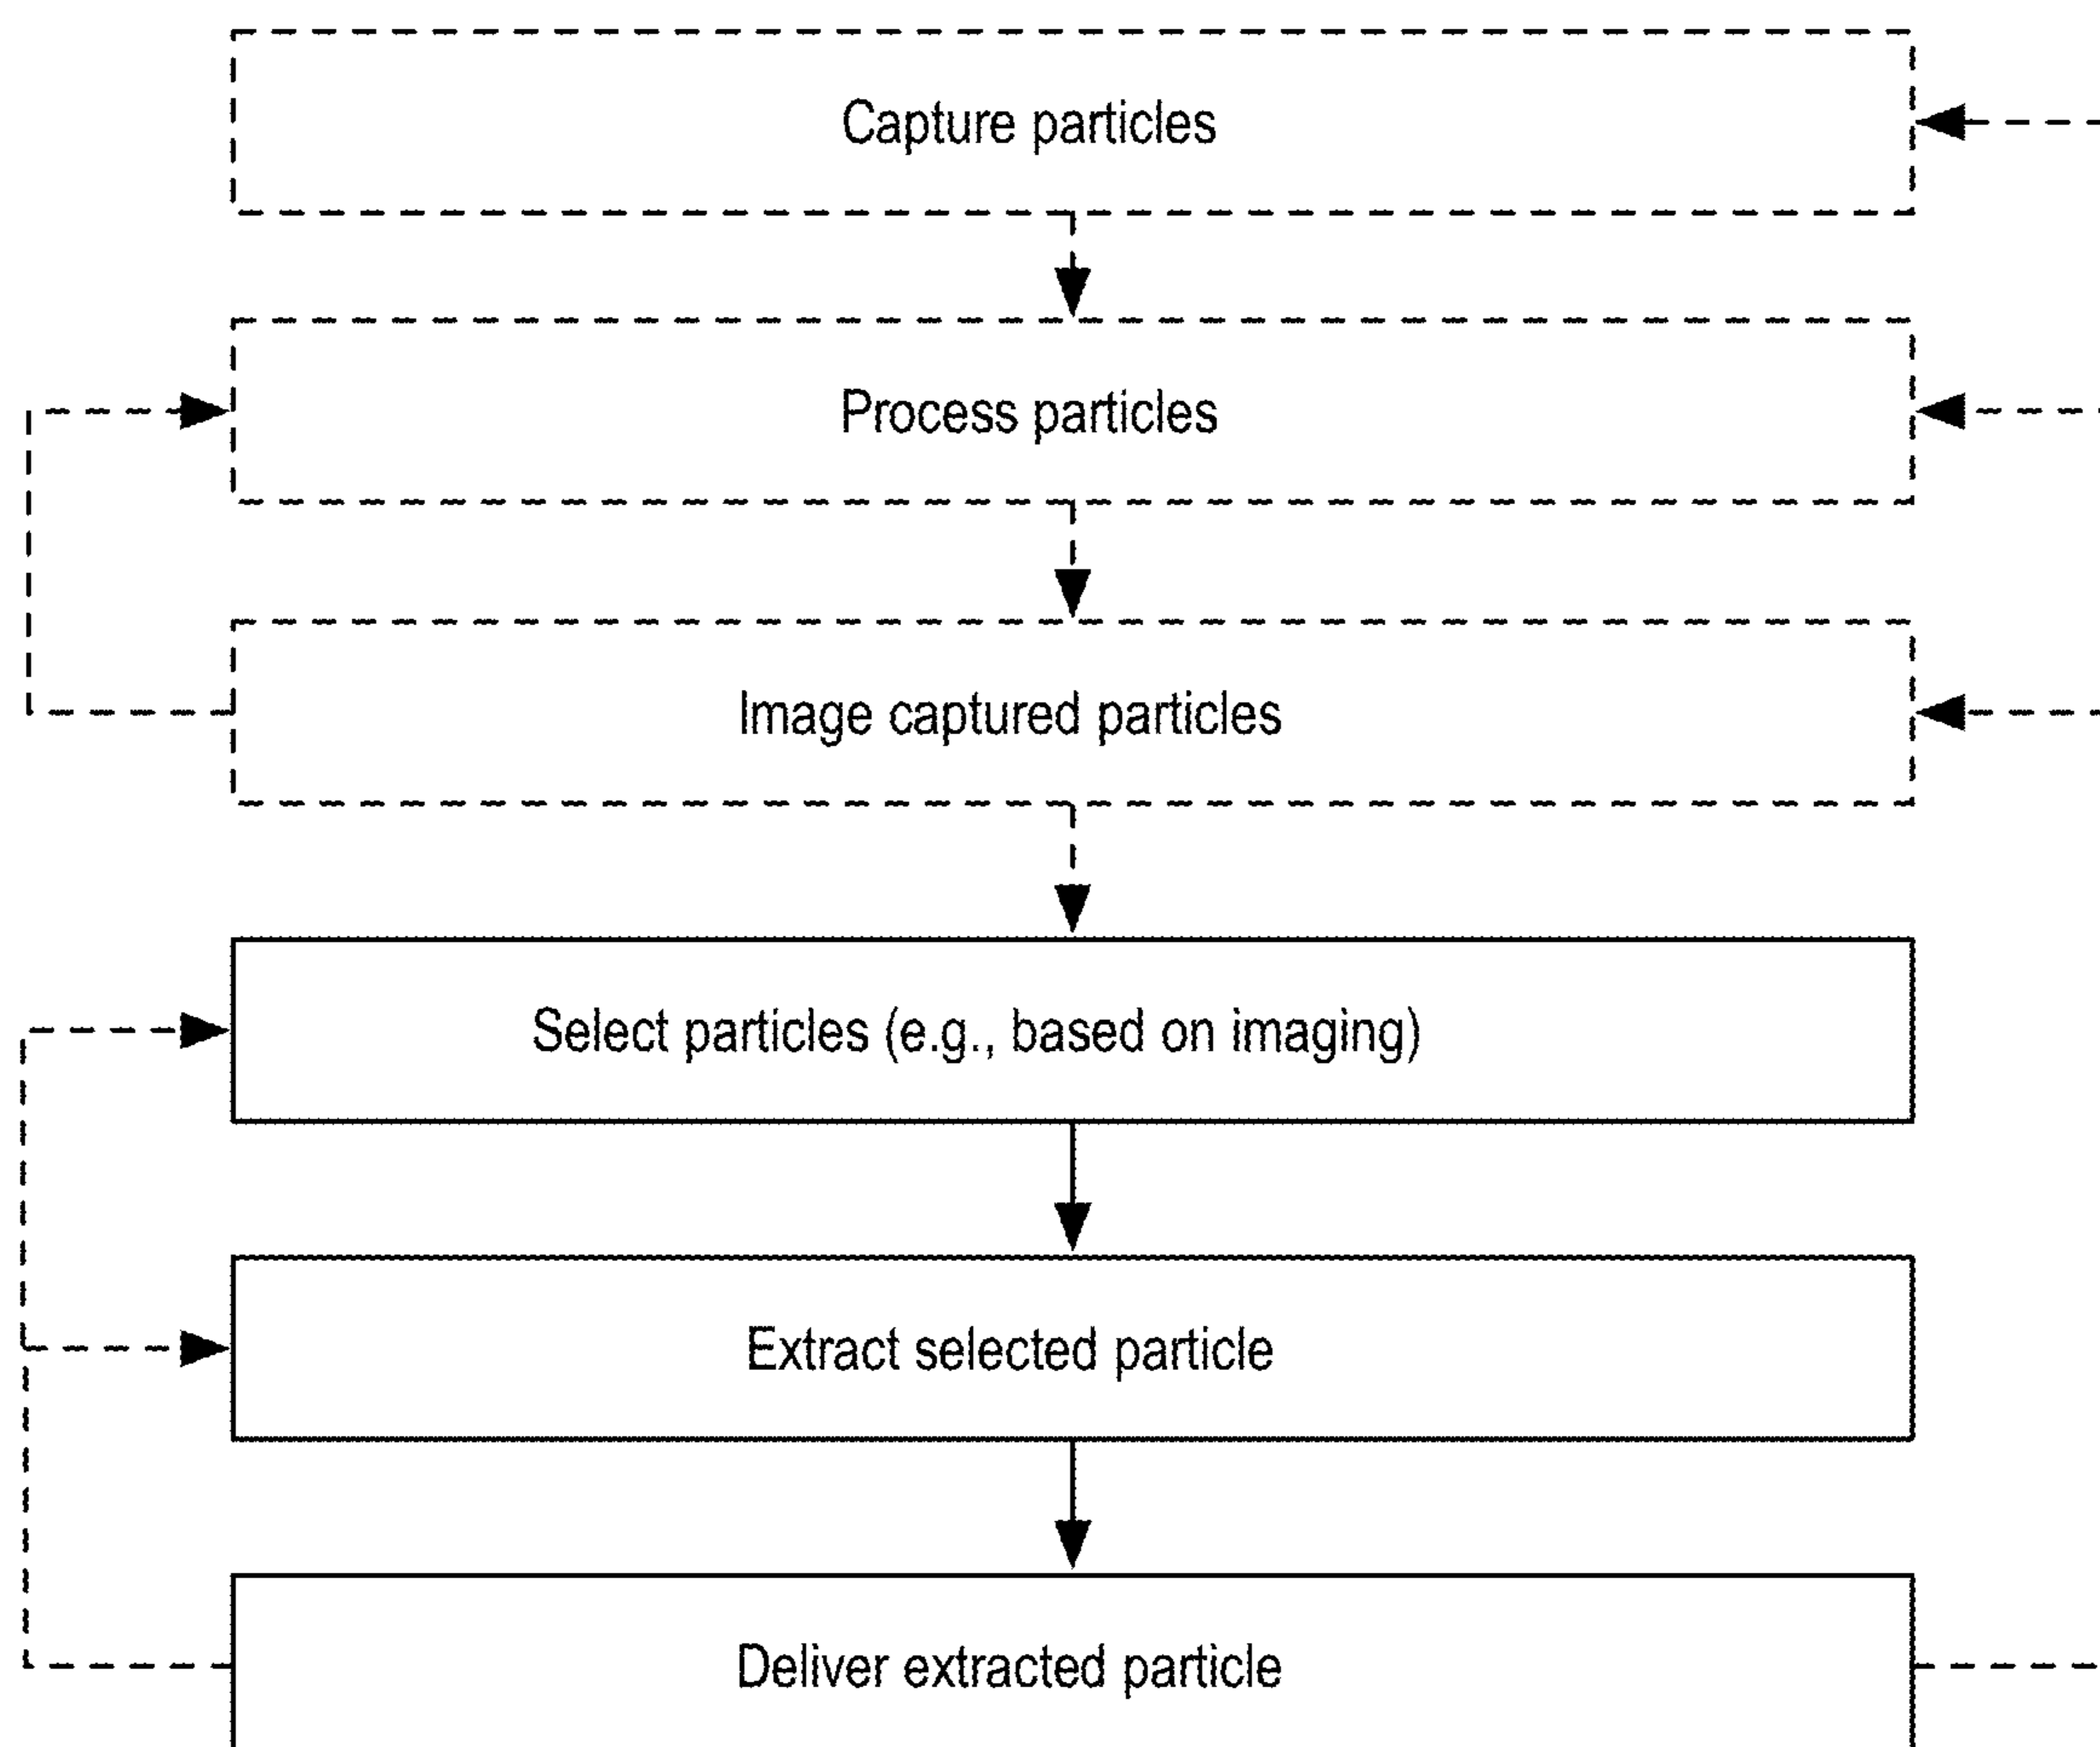 Capture particles
Process particles
Image captured particles
Select particles (e.g., based on imaging)
Extract selected particle
Deliver extracted particle